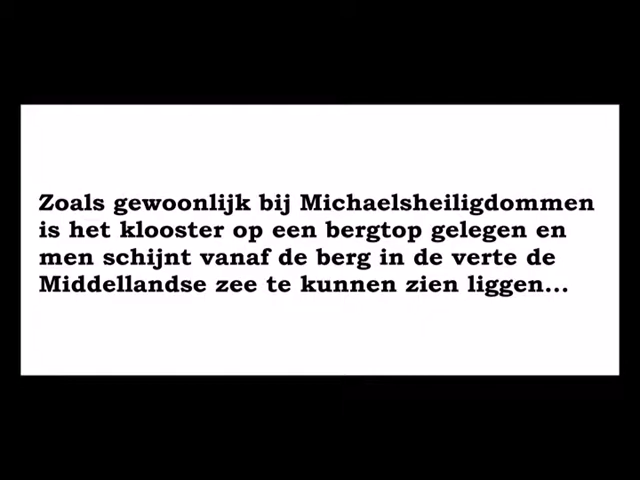 Zoals gewoonlijk bij Michaelsheiligdommen
is het klooster op een bergtop gelegen en
men schijnt vanaf de berg in de verte de
Middellandse zee te kunnen zien liggen...